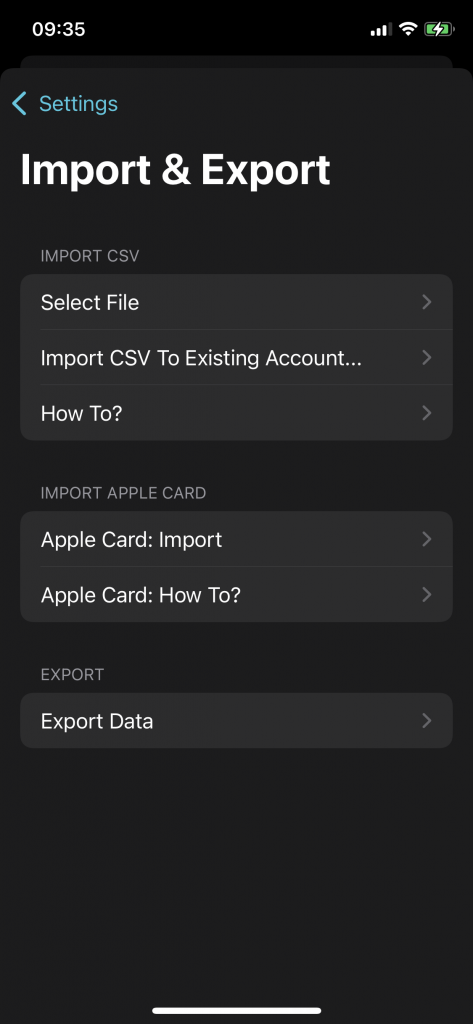 09:35
Settings
Import & Export
IMPORT CSV
Select File
Import CSV To Existing Account...
How To?
IMPORT APPLE CARD
Apple Card: Import
Apple Card: How To?
EXPORT
Export Data